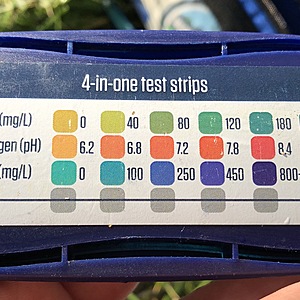 4-in-one test strips
(mg/L) 0 40 80 120 180
gen (pH) 6.2 6.8 7.2 7.8 8.4
(mg/L) 0 100 250 450 800+